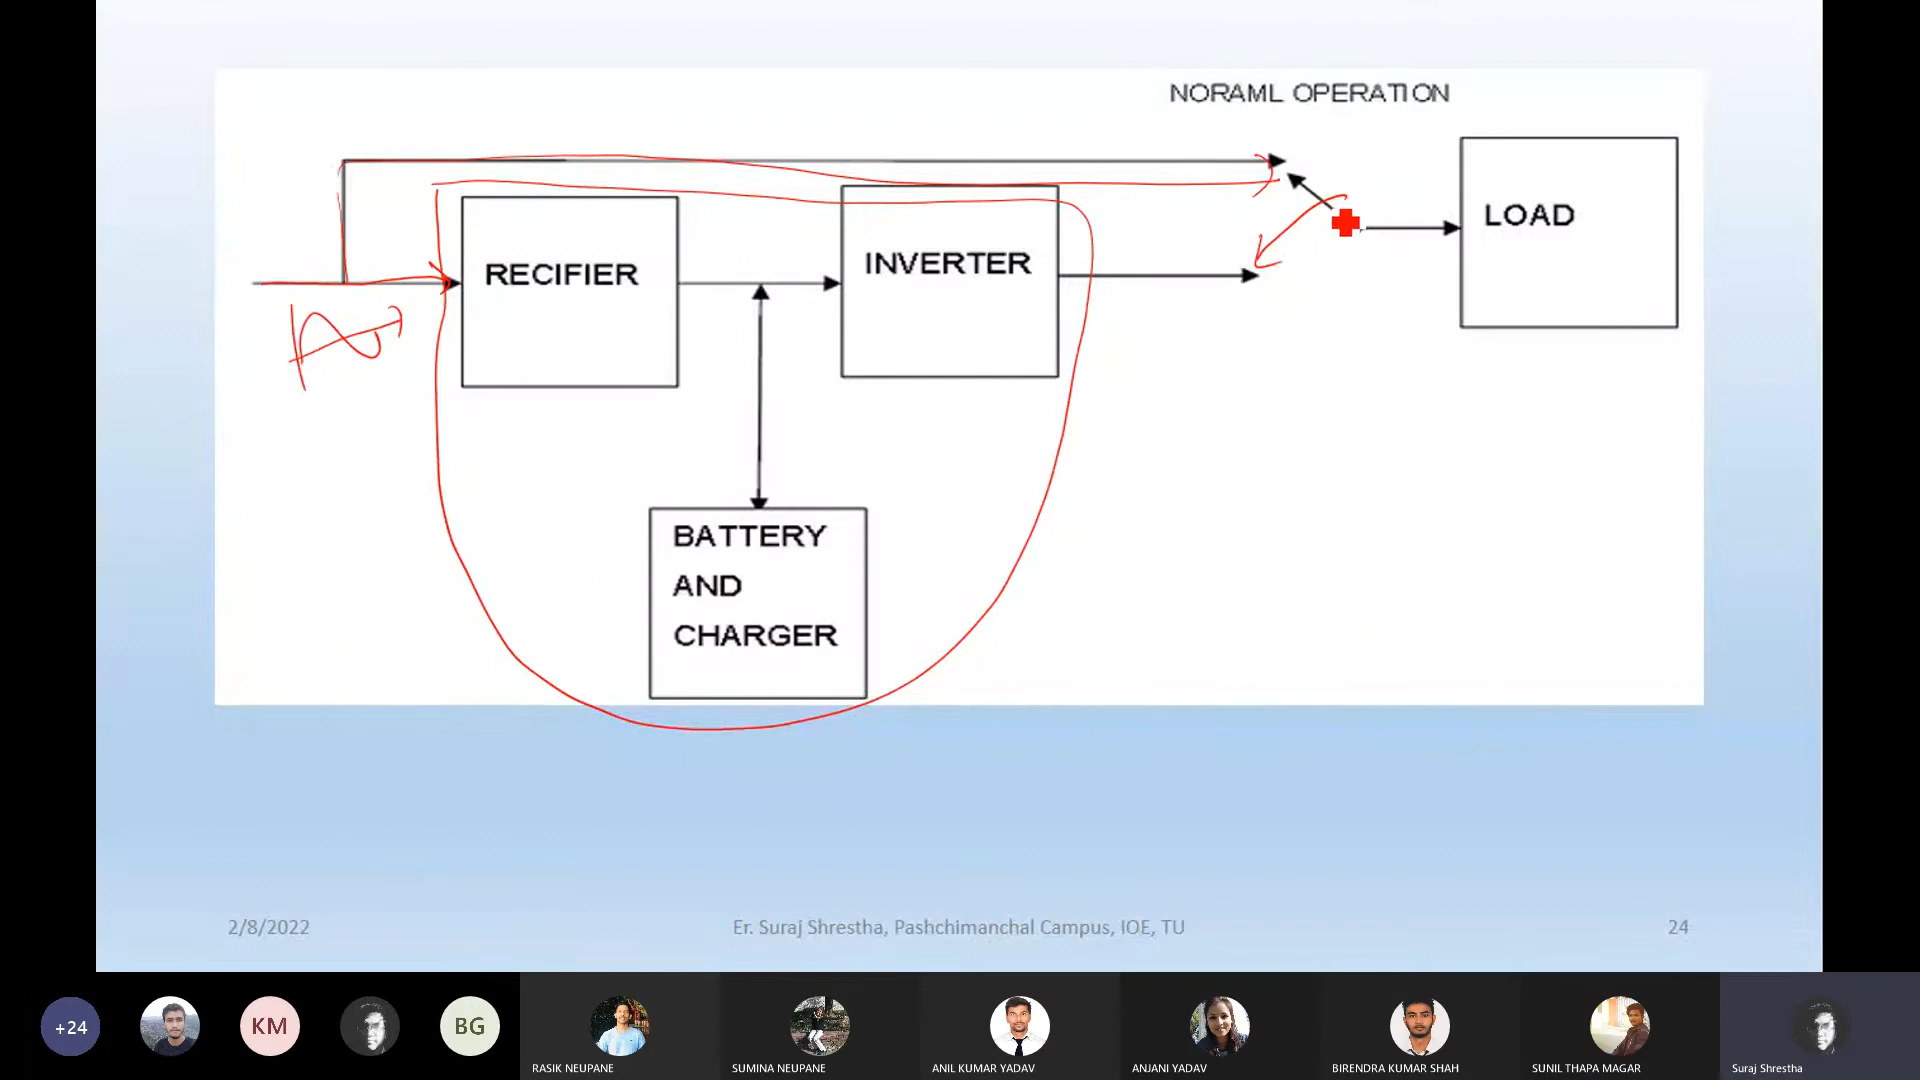 NORAML OPERATION
RECIFIER
INVERTER
LOAD
BATTERY
AND
CHARGER
2/8/2022
Er. Suraj Shrestha, Pashchimanchal Campus, IOE, TU
24
+24
KM
BG
RASIK NEUPANE
SUMINA NEUPANE
ANIL KUMAR YADAV
ANJANI YADAV
BIRENDRA KUMAR SHAH
SUNIL THAPA MAGAR
Suraj Shrestha